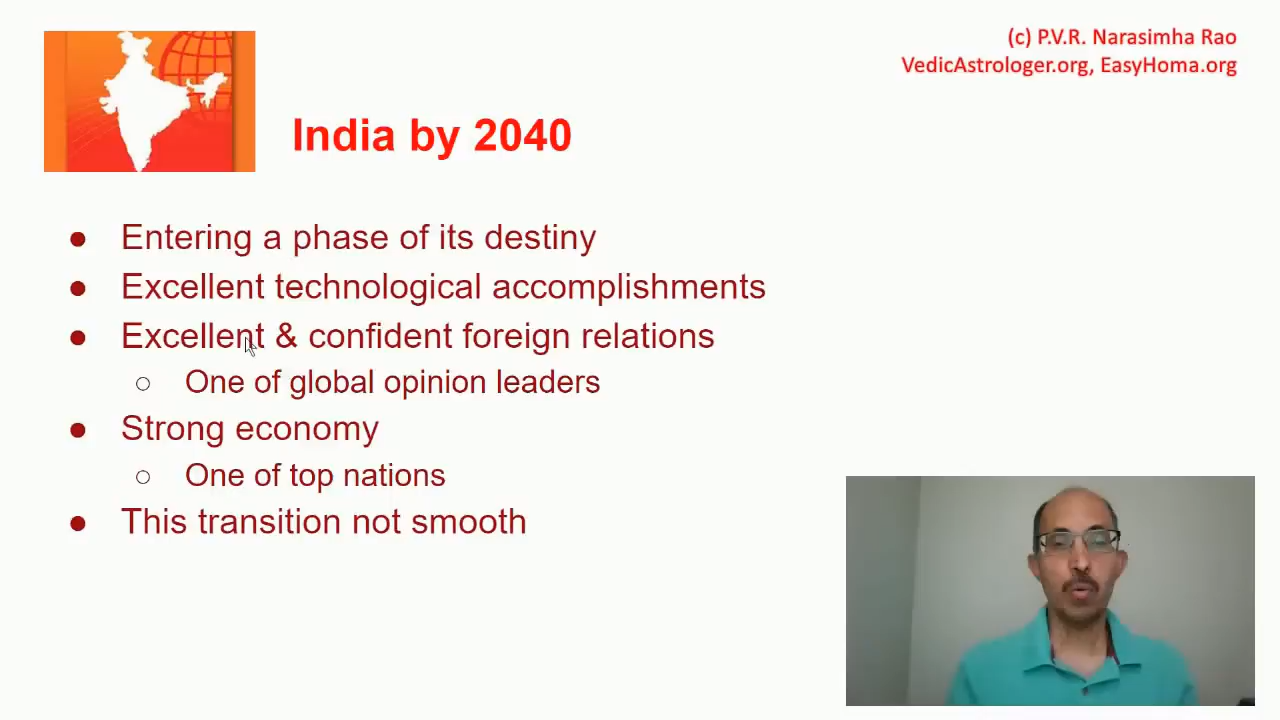 (c) P.V.R. Narasimha Rao
VedicAstrologer.org, EasyHoma.org
India by 2040
● Entering a phase of its destiny
● Excellent technological accomplishments
● Excellent & confident foreign relations
○ One of global opinion leaders
● Strong economy
○ One of top nations
● This transition not smooth